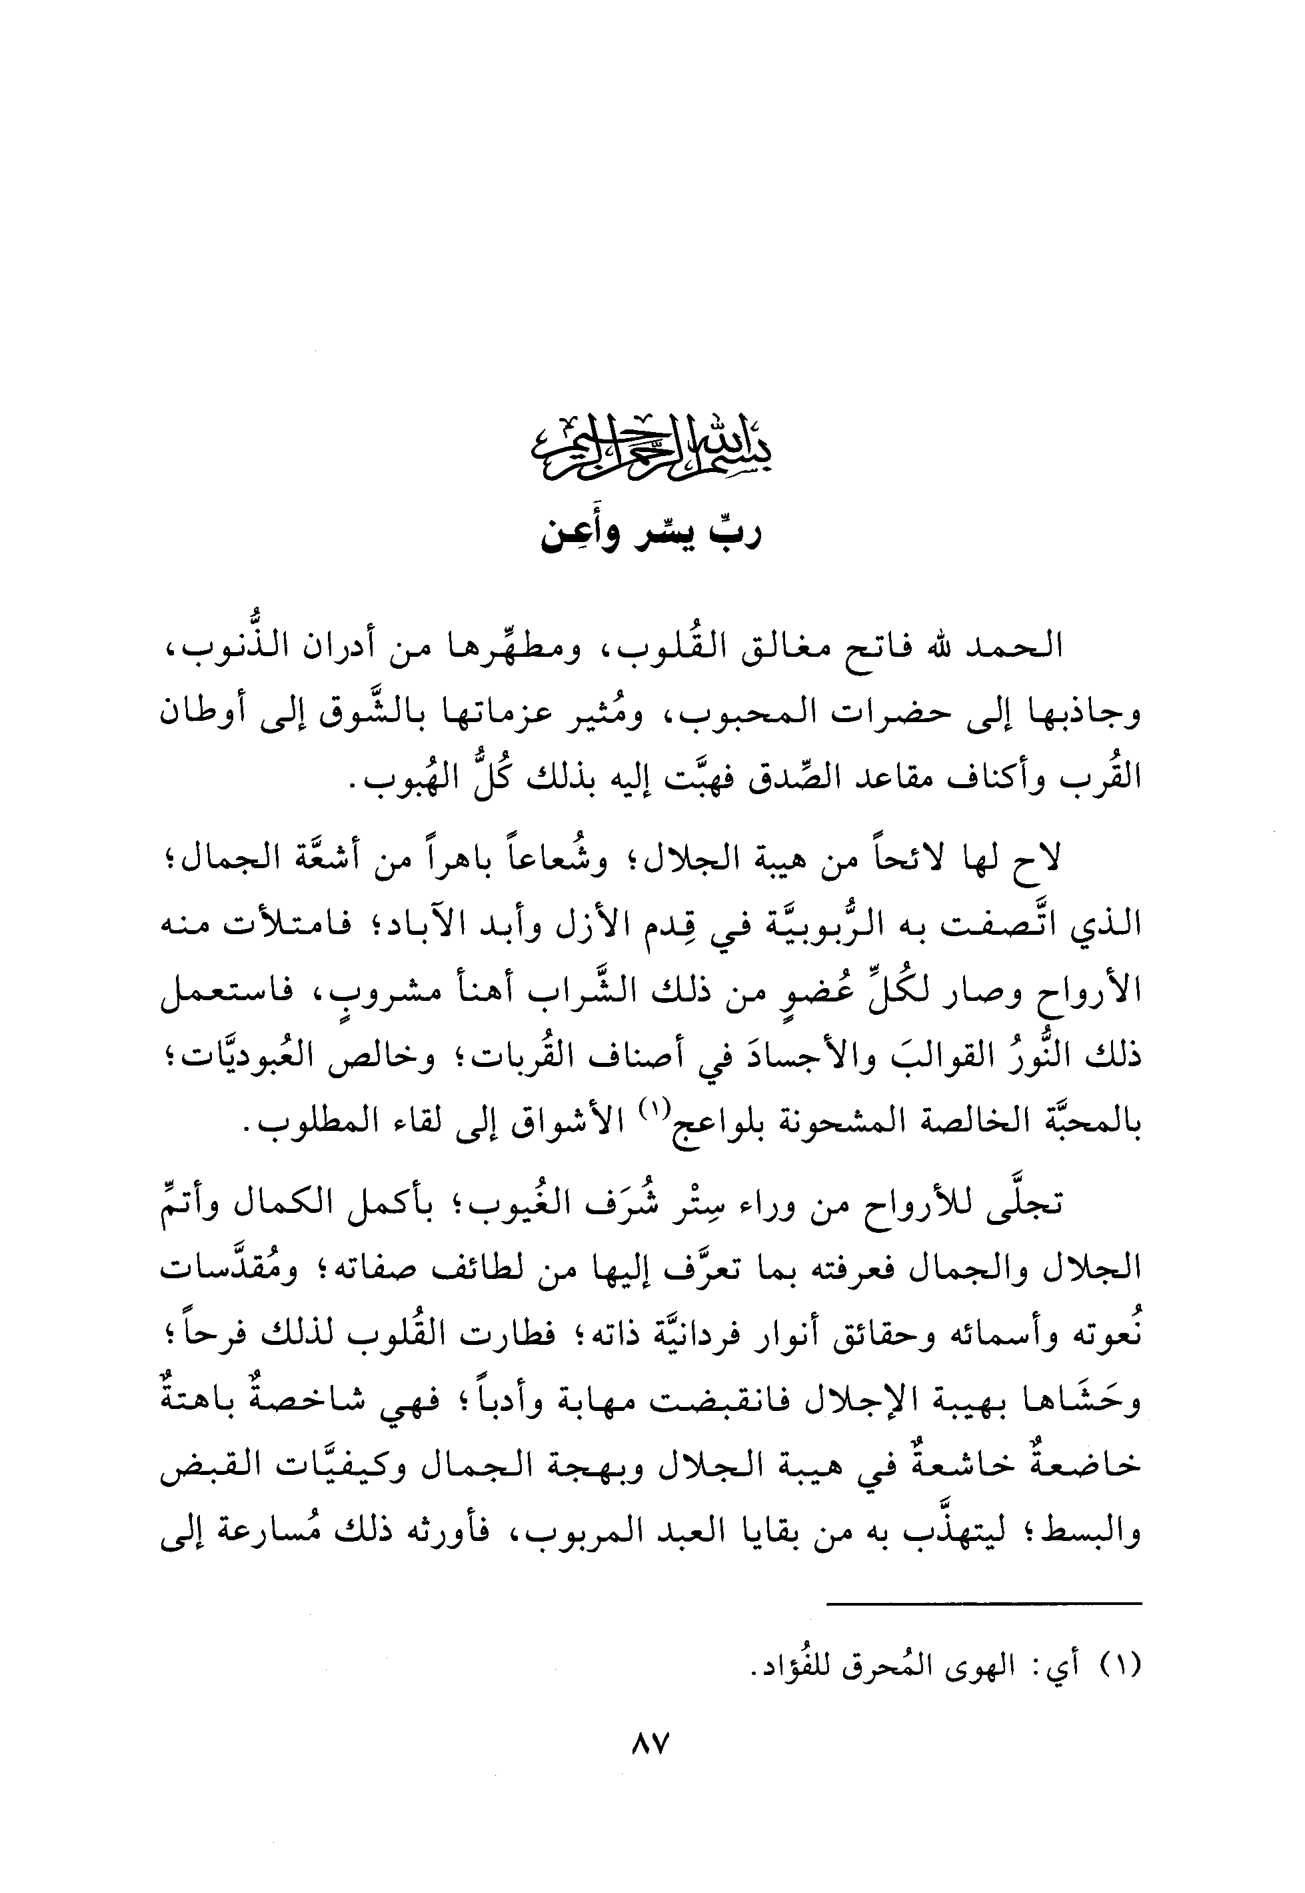 بسم الله الرحمن الرحيم
ربِّ يسِّر وأَعِن
الحمد لله فاتح مغالق القُلوب، ومطهِّرها من أدران الذُّنوب،
وجاذبها إلى حضرات المحبوب، ومُثير عزماتها بالشَّوق إلى أوطان
القُرب وأكناف مقاعد الصِّدق فهبَّت إليه بذلك كُلُّ الهُبوب.
لاح لها لائحاً من هيبة الجلال؛ وشُعاعاً باهراً من أشعَّة الجمال؛
الذي اتَّصفت به الرُّبوبيَّة في قِدم الأزل وأبد الآباد؛ فامتلأت منه
الأرواح وصار لكُلِّ عُضوٍ من ذلك الشَّراب أهنأ مشروبٍ، فاستعمل
ذلك النُّورُ القوالبَ والأجسادَ في أصناف القُربات؛ وخالص العُبوديَّات؛
بالمحبَّة الخالصة المشحونة بلواعج(١) الأشواق إلى لقاء المطلوب.
تجلَّى للأرواح من وراء سِتْر شُرَف الغُيوب؛ بأكمل الكمال وأتمِّ
الجلال والجمال فعرفته بما تعرَّف إليها من لطائف صفاته؛ ومُقدَّسات
نُعوته وأسمائه وحقائق أنوار فردانيَّة ذاته؛ فطارت القُلوب لذلك فرحاً؛
وحَشَاها بهيبة الإجلال فانقبضت مهابة وأدباً؛ فهي شاخصةٌ باهتةٌ
خاضعةٌ خاشعةٌ في هيبة الجلال وبهجة الجمال وكيفيَّات القبض
والبسط؛ ليتهذَّب به من بقايا العبد المربوب، فأورثه ذلك مُسارعة إلى
(١) أي: الهوى المُحرق للفُؤاد.
٨٧